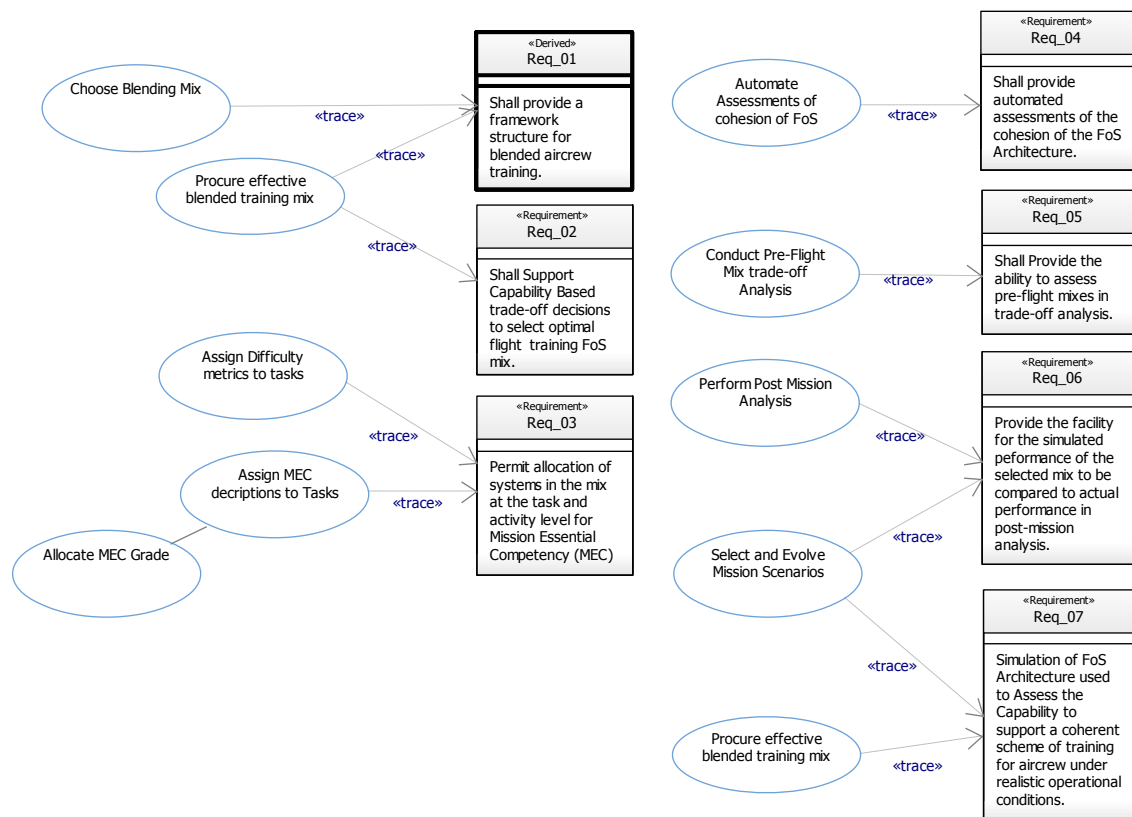 Choose Blending Mix
«trace»
Procure effective
blended training mix
«trace»
«trace»
«Derived»
Req_01
Shall provide a
framework
structure for
blended aircrew
training.
«Requirement»
Req_02
Shall Support
Capability Based
trade-off decisions
to select optimal
flight training FoS
mix.
Assign Difficulty
metrics to tasks
«trace»
Assign MEC
decriptions to Tasks
«trace»
Allocate MEC Grade
«Requirement»
Req_03
Permit allocation of
systems in the mix
at the task and
activity level for
Mission Essential
Competency (MEC)
Automate
Assessments of
cohesion of FoS
«trace»
«Requirement»
Req_04
Shall provide
automated
assessments of the
cohesion of the FoS
Architecture.
Conduct Pre-Flight
Mix trade-off
Analysis
«trace»
«Requirement»
Req_05
Shall Provide the
ability to assess
pre-flight mixes in
trade-off analysis.
Perform Post Mission
Analysis
«trace»
«Requirement»
Req_06
Provide the facility
for the simulated
peformance of the
selected mix to be
compared to actual
performance in
post-mission
analysis.
Select and Evolve
Mission Scenarios
«trace»
«trace»
Procure effective
blended training mix
«trace»
«Requirement»
Req_07
Simulation of FoS
Architecture used
to Assess the
Capability to
support a coherent
scheme of training
for aircrew under
realistic operational
conditions.